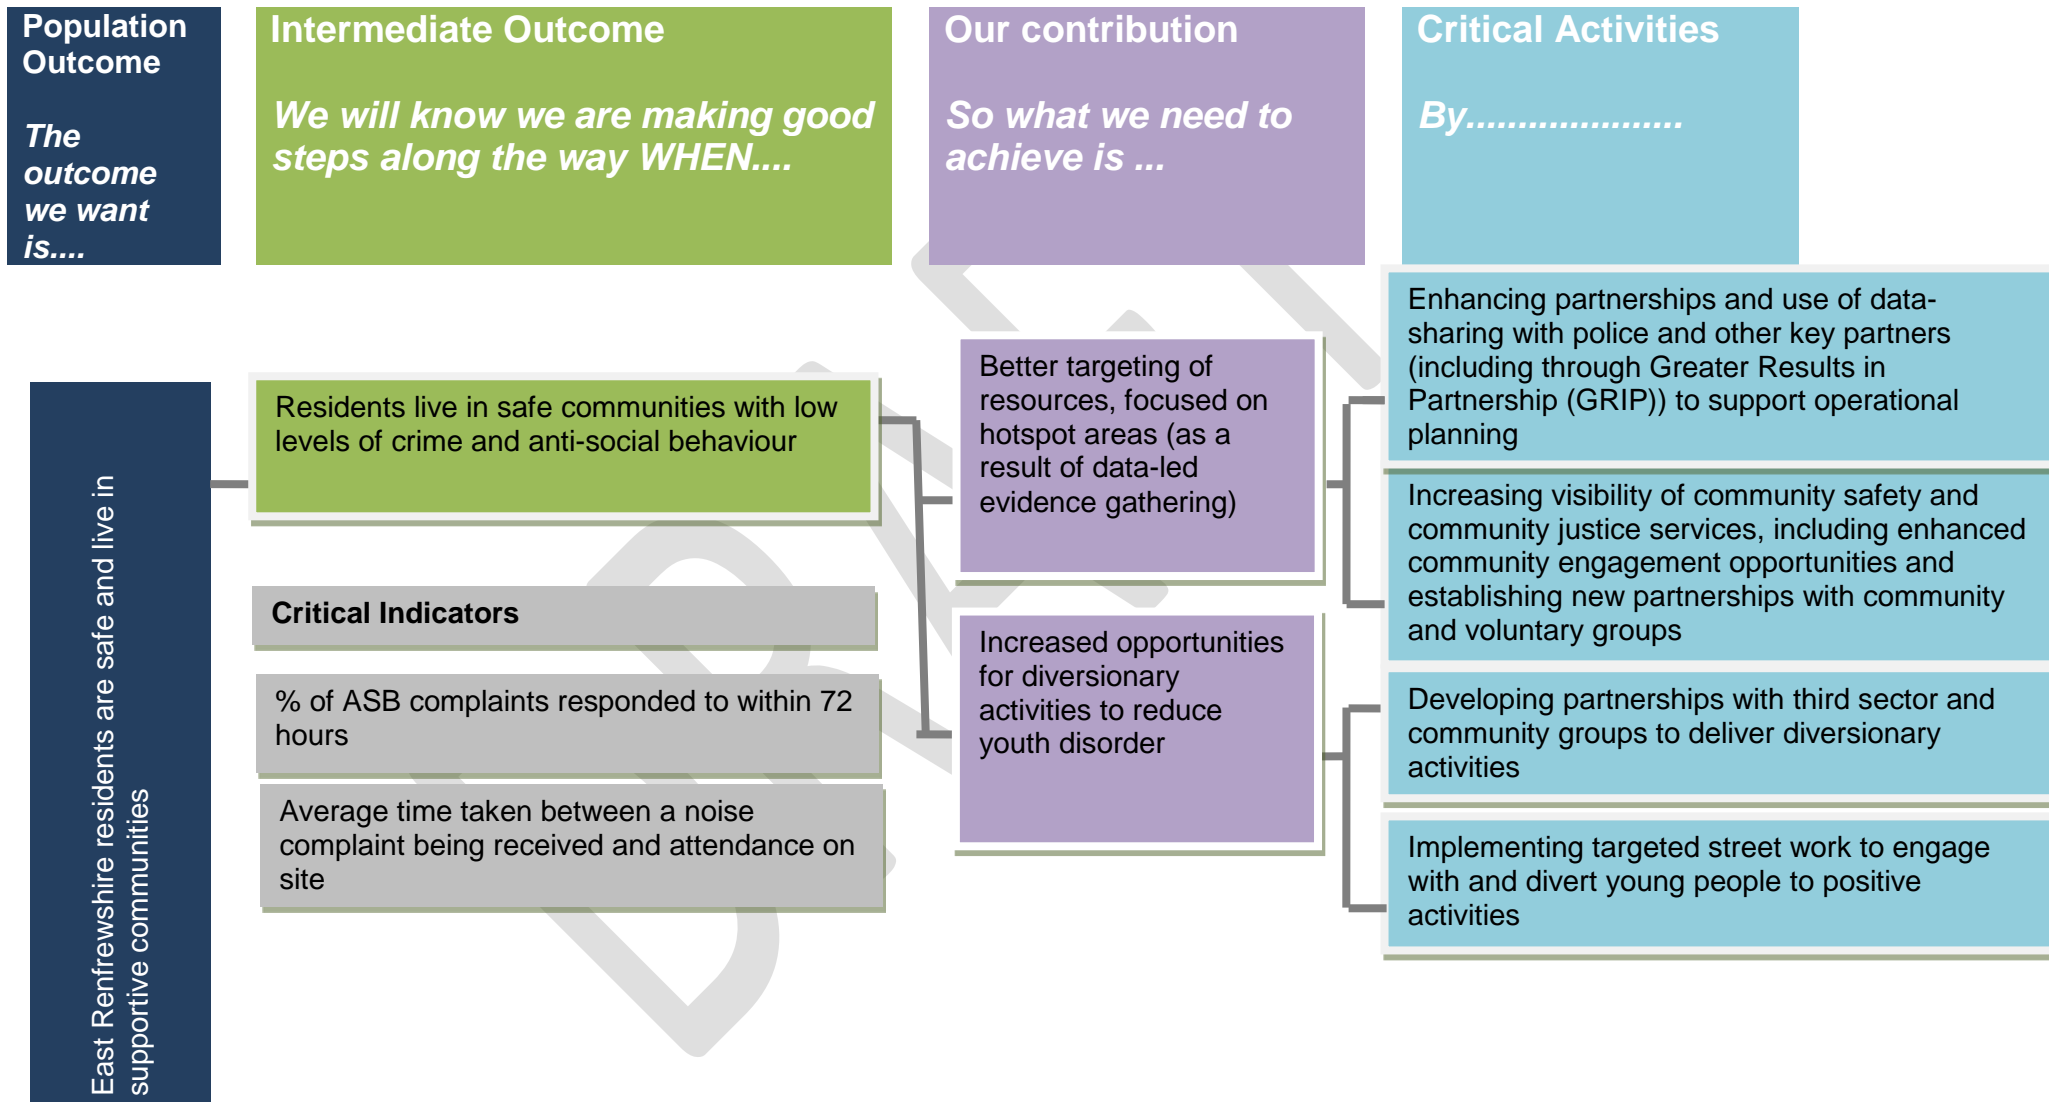 Population
Outcome
The
outcome
we want
is....
Intermediate Outcome
We will know we are making good
steps along the way WHEN....
Our contribution
So what we need to
achieve is ...
Critical Activities
By.....................
East Renfrewshire residents are safe and live in
supportive communities
Residents live in safe communities with low
levels of crime and anti-social behaviour
Critical Indicators
% of ASB complaints responded to within 72
hours
Average time taken between a noise
complaint being received and attendance on
site
Better targeting of
resources, focused on
hotspot areas (as a
result of data-led
evidence gathering)
Increased opportunities
for diversionary
activities to reduce
youth disorder
Enhancing partnerships and use of data-
sharing with police and other key partners
(including through Greater Results in
Partnership (GRIP)) to support operational
planning
Increasing visibility of community safety and
community justice services, including enhanced
community engagement opportunities and
establishing new partnerships with community
and voluntary groups
Developing partnerships with third sector and
community groups to deliver diversionary
activities
Implementing targeted street work to engage
with and divert young people to positive
activities
DRAFT